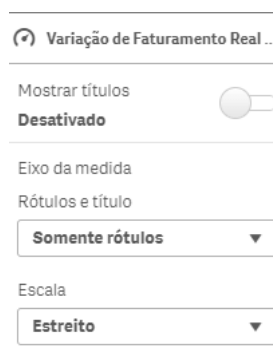 Variação de Faturamento Real ..
Mostrar títulos
Desativado
Eixo da medida
Rótulos e título
Somente rótulos
Escala
Estreito